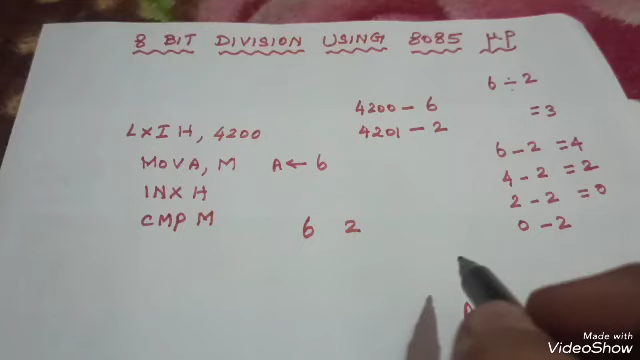 8 BIT DIVISION USING 8085 μP
6 ÷ 2
= 3
4200 - 6
4201 - 2
LXI H, 4200
MOV A, M A ← 6
INX H
CMP M
6 2
6 - 2 = 4
4 - 2 = 2
2 - 2 = 0
0 - 2
Made with
VideoShow